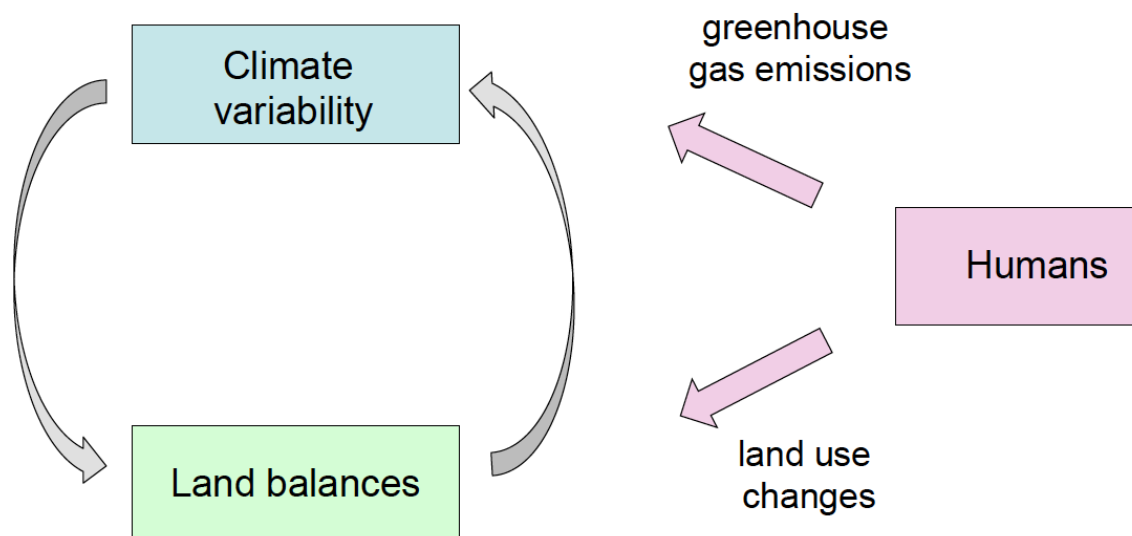 Climate
variability
greenhouse
gas emissions
Humans
Land balances
land use
changes